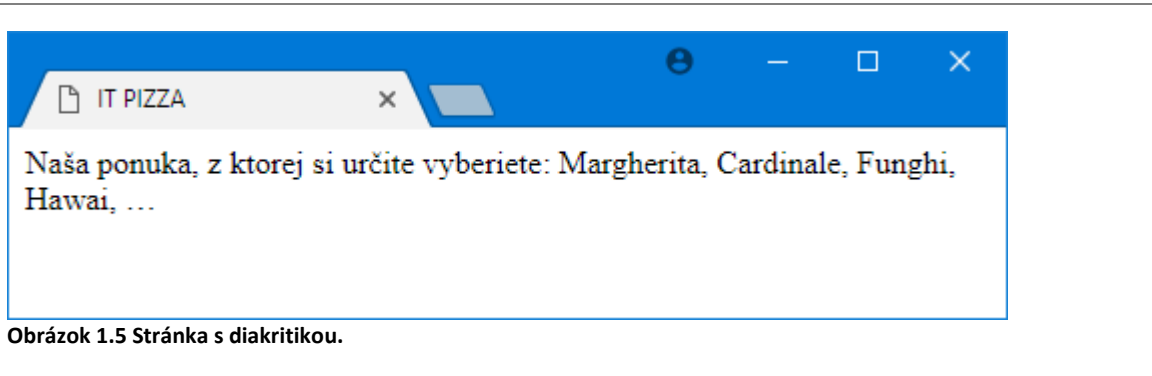 IT PIZZA
Naša ponuka, z ktorej si určite vyberiete: Margherita, Cardinale, Funghi,
Hawai, …
Obrázok 1.5 Stránka s diakritikou.